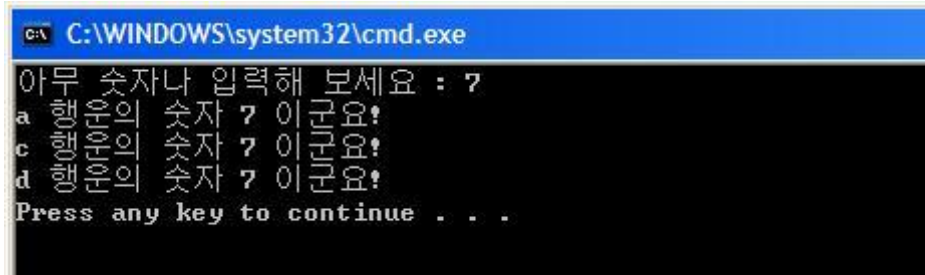 C:\WINDOWS\system32\cmd.exe
아무 숫자나 입력해 보세요 : 7
a 행운의 숫자 7 이군요!
c 행운의 숫자 7 이군요!
d 행운의 숫자 7 이군요!
Press any key to continue . . .